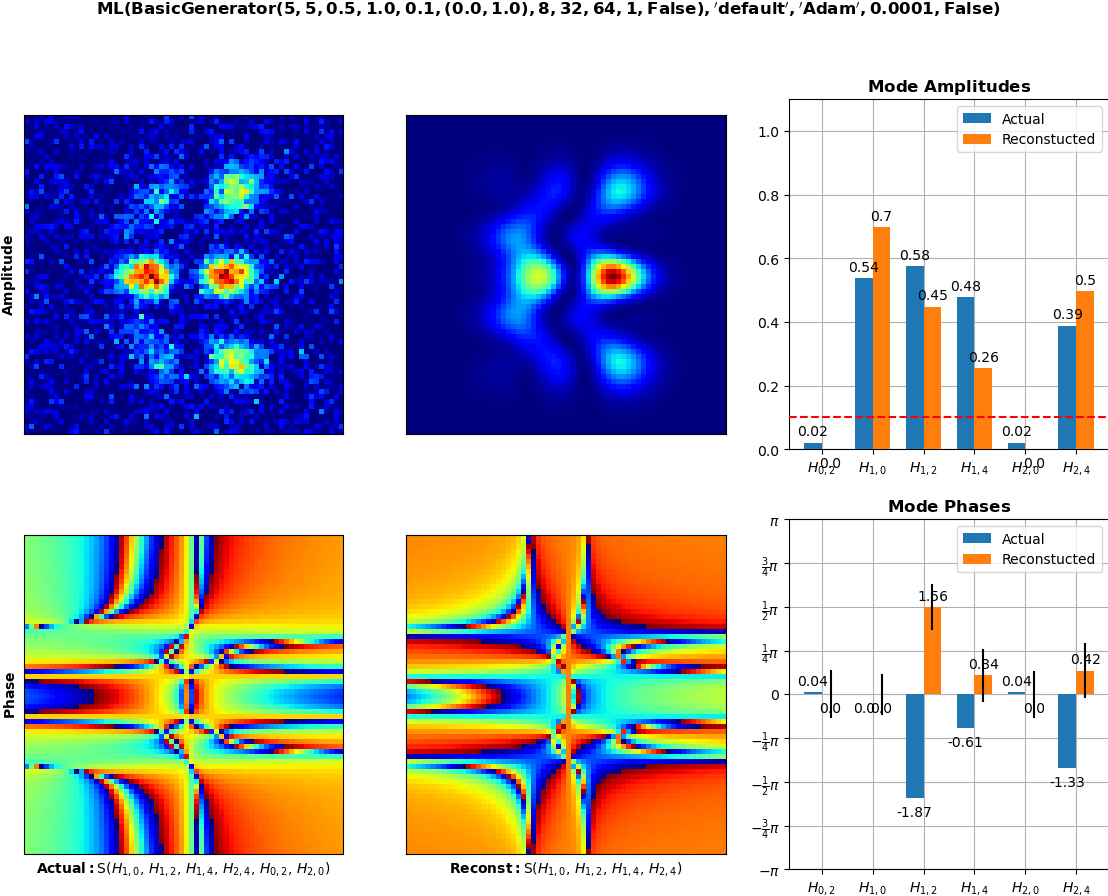 ML(BasicGenerator(5, 5, 0.5, 1.0, 0.1, (0.0, 1.0), 8, 32, 64, 1, False), ′default′, ′Adam′, 0.0001, False)
Amplitude
Mode Amplitudes
Actual
Reconstucted
1.0
0.8
0.6
0.4
0.2
0.0
0.02
0.0
0.54
0.7
0.58
0.45
0.48
0.26
0.02
0.0
0.39
0.5
H0,2 H1,0 H1,2 H1,4 H2,0 H2,4
Phase
Actual: S(H1,0, H1,2, H1,4, H2,4, H0,2, H2,0)
Reconst: S(H1,0, H1,2, H1,4, H2,4)
Mode Phases
Actual
Reconstucted
π
3/4π
1/2π
1/4π
0
−1/4π
−1/2π
−3/4π
−π
0.04
0.0
0.0
0.0
-1.87
1.56
-0.61
0.34
0.04
0.0
-1.33
0.42
H0,2 H1,0 H1,2 H1,4 H2,0 H2,4